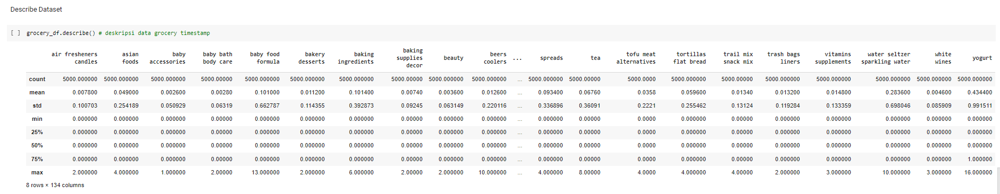 Describe Dataset
[ ] grocery_df.describe() # deskripsi data grocery timestamp
air fresheners candles asian foods baby accessories baby bath body care baby food formula bakery desserts baking ingredients baking supplies decor beauty beers coolers ... spreads tea tofu meat alternatives tortillas flat bread trail mix snack mix trash bags liners vitamins supplements water seltzer sparkling water white wines yogurt
count 5000.000000 5000.000000 5000.000000 5000.00000 5000.000000 5000.000000 5000.000000 5000.00000 5000.000000 5000.000000 ... 5000.000000 5000.00000 5000.0000 5000.000000 5000.00000 5000.000000 5000.000000 5000.000000 5000.000000 5000.000000
mean 0.007800 0.049000 0.002600 0.00280 0.101000 0.011200 0.101400 0.00740 0.003600 0.012600 ... 0.093400 0.06760 0.0358 0.059600 0.01340 0.013200 0.014800 0.283600 0.004600 0.434400
std 0.100703 0.254189 0.050929 0.06319 0.662787 0.114355 0.392873 0.09245 0.063149 0.220116 ... 0.336896 0.36091 0.2221 0.255462 0.13124 0.119284 0.133359 0.698046 0.085909 0.991511
min 0.000000 0.000000 0.000000 0.00000 0.000000 0.000000 0.000000 0.00000 0.000000 0.000000 ... 0.000000 0.00000 0.0000 0.000000 0.00000 0.000000 0.000000 0.000000 0.000000 0.000000
25% 0.000000 0.000000 0.000000 0.00000 0.000000 0.000000 0.000000 0.00000 0.000000 0.000000 ... 0.000000 0.00000 0.0000 0.000000 0.00000 0.000000 0.000000 0.000000 0.000000 0.000000
50% 0.000000 0.000000 0.000000 0.00000 0.000000 0.000000 0.000000 0.00000 0.000000 0.000000 ... 0.000000 0.00000 0.0000 0.000000 0.00000 0.000000 0.000000 0.000000 0.000000 0.000000
75% 0.000000 0.000000 0.000000 0.00000 0.000000 0.000000 0.000000 0.00000 0.000000 0.000000 ... 0.000000 0.00000 0.0000 0.000000 0.00000 0.000000 0.000000 0.000000 0.000000 1.000000
max 2.000000 4.000000 1.000000 2.00000 13.000000 2.000000 6.000000 2.00000 2.000000 10.000000 ... 4.000000 8.00000 4.0000 4.000000 4.00000 2.000000 3.000000 10.000000 3.000000 16.000000
8 rows × 134 columns